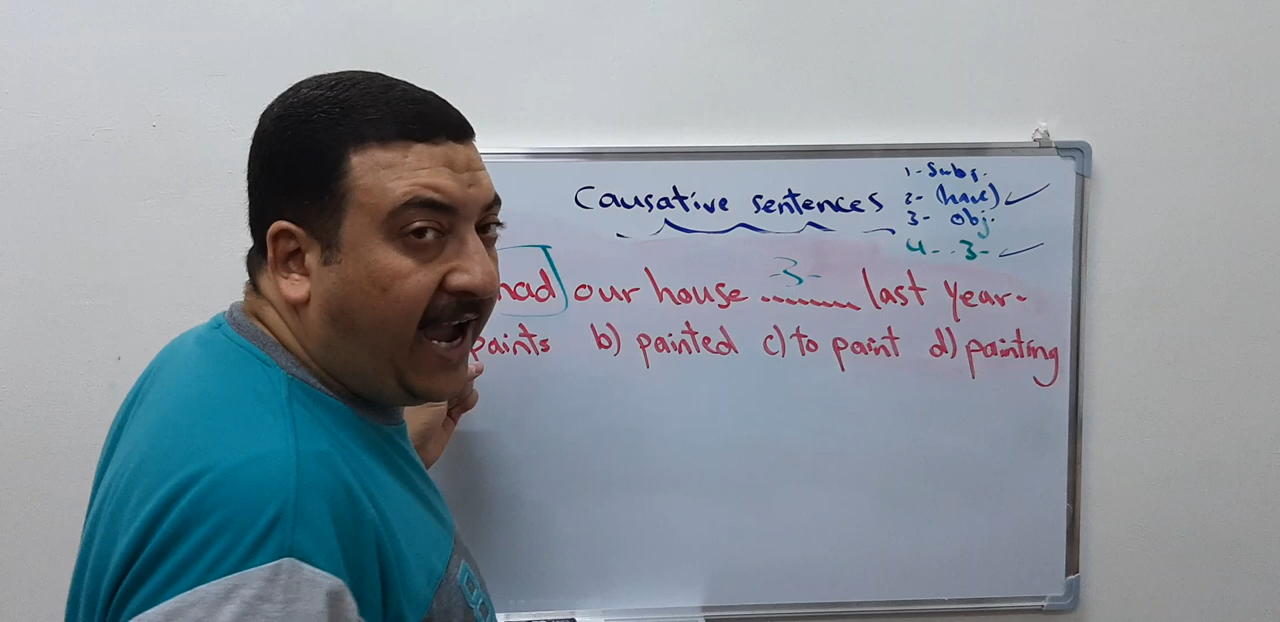 Causative sentences
1- Subj.
2- (have) ✓
3- obj.
4- -3- ✓
-3-
had our house ......... last year.
paints b) painted c) to paint d) painting